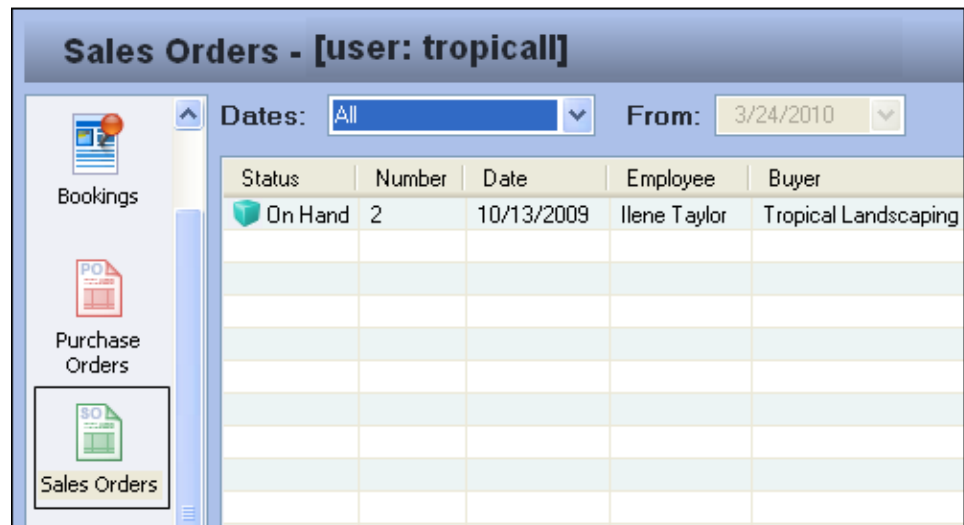 Sales Orders - [user: tropicall]
Dates: All From: 3/24/2010
Bookings
Status Number Date Employee Buyer
On Hand 2 10/13/2009 Ilene Taylor Tropical Landscaping
PO
Purchase
Orders
SO
Sales Orders